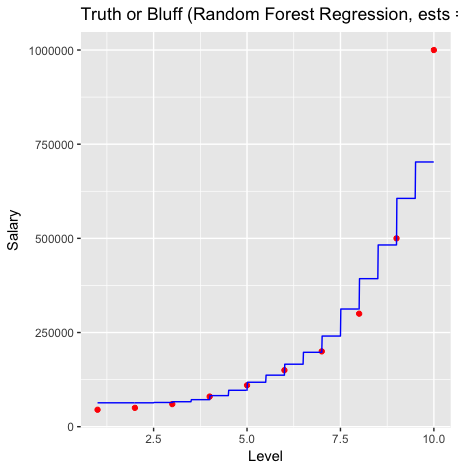 Truth or Bluff (Random Forest Regression, ests =
1000000
750000
500000
250000
0
Salary
2.5 5.0 7.5 10.0
Level